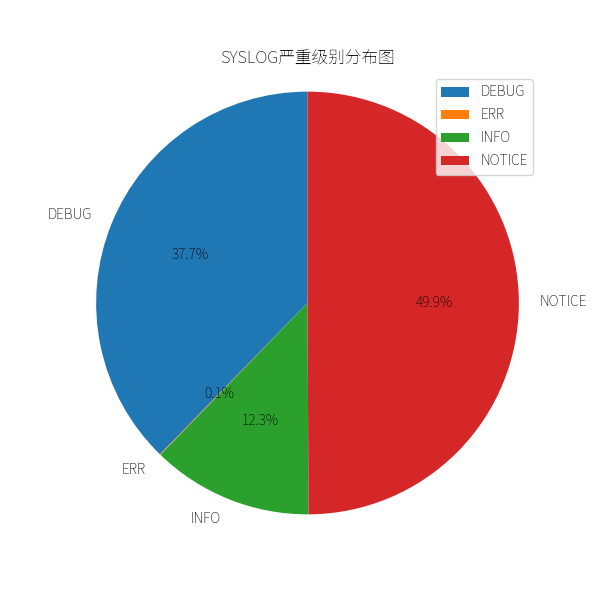 SYSLOG严重级别分布图
DEBUG
ERR
INFO
NOTICE
DEBUG
37.7%
NOTICE
49.9%
0.1%
12.3%
ERR
INFO